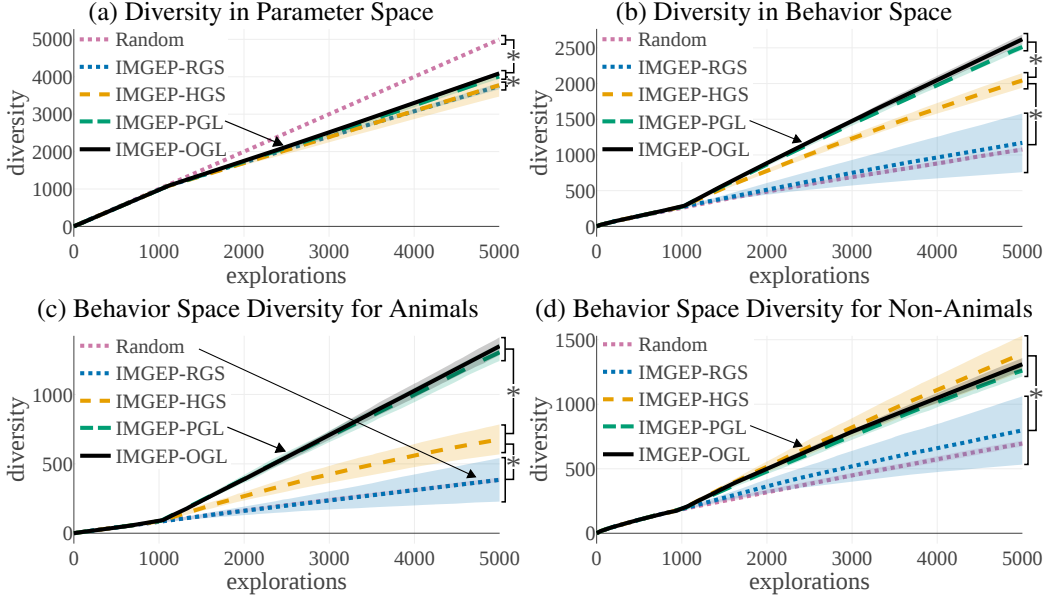 (a) Diversity in Parameter Space
5000
4000
3000
2000
1000
0
diversity
Random
IMGEP-RGS
IMGEP-HGS
IMGEP-PGL
IMGEP-OGL
*
*
0
1000
2000
3000
4000
5000
explorations
(b) Diversity in Behavior Space
2500
2000
1500
1000
500
0
diversity
Random
IMGEP-RGS
IMGEP-HGS
IMGEP-PGL
IMGEP-OGL
*
*
*
0
1000
2000
3000
4000
5000
explorations
(c) Behavior Space Diversity for Animals
1000
500
0
diversity
Random
IMGEP-RGS
IMGEP-HGS
IMGEP-PGL
IMGEP-OGL
*
*
0
1000
2000
3000
4000
5000
explorations
(d) Behavior Space Diversity for Non-Animals
1500
1000
500
0
diversity
Random
IMGEP-RGS
IMGEP-HGS
IMGEP-PGL
IMGEP-OGL
*
0
1000
2000
3000
4000
5000
explorations